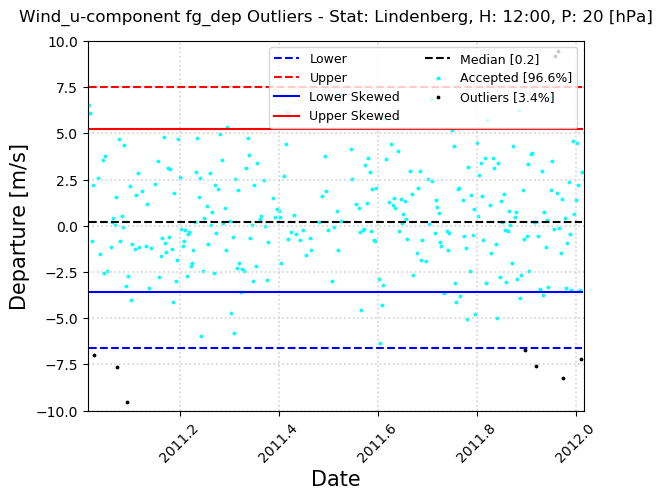 Wind_u-component fg_dep Outliers - Stat: Lindenberg, H: 12:00, P: 20 [hPa]
Departure [m/s]
10.0
7.5
5.0
2.5
0.0
−2.5
−5.0
−7.5
−10.0
Lower
Upper
Lower Skewed
Upper Skewed
Median [0.2]
Accepted [96.6%]
Outliers [3.4%]
2011.2
2011.4
2011.6
2011.8
2012.0
Date